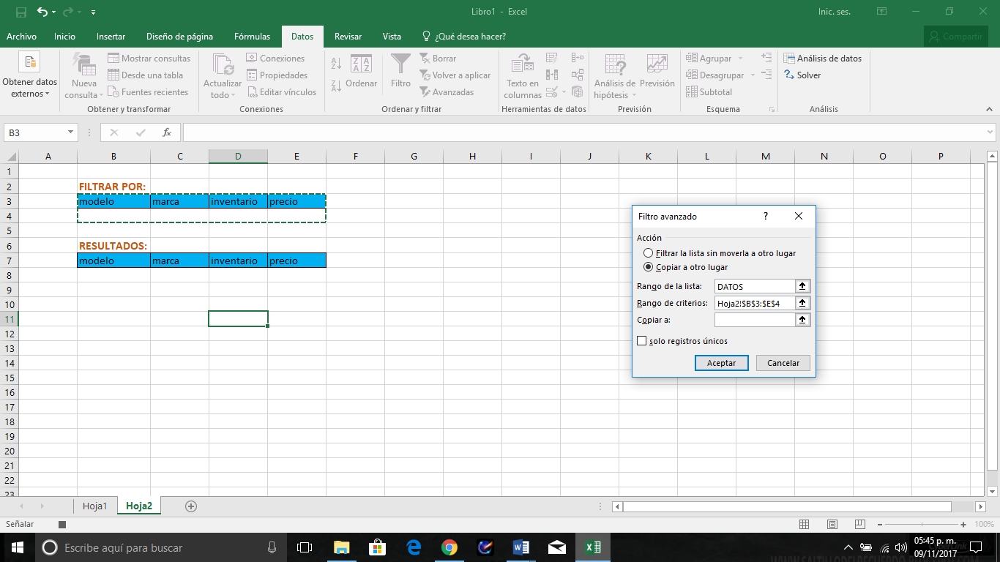 Libro1 - Excel
Inic. ses.
Archivo Inicio Insertar Diseño de página Fórmulas Datos Revisar Vista ¿Qué desea hacer? Compartir
Obtener datos externos
Nueva consulta
Mostrar consultas
Desde una tabla
Fuentes recientes
Obtener y transformar
Actualizar todo
Conexiones
Propiedades
Editar vínculos
Conexiones
Ordenar
Filtro
Borrar
Volver a aplicar
Avanzadas
Ordenar y filtrar
Texto en columnas
Herramientas de datos
Análisis de hipótesis
Previsión
Previsión
Agrupar
Desagrupar
Subtotal
Esquema
Análisis de datos
Solver
Análisis
B3
fx
A B C D E F G H I J K L M N O P
1
2 FILTRAR POR:
3 modelo marca inventario precio
4
5
6 RESULTADOS:
7 modelo marca inventario precio
8
9
10
11
12
13
14
15
16
17
18
19
20
21
22
23
Filtro avanzado ?
Acción
Filtrar la lista sin moverla a otro lugar
Copiar a otro lugar
Rango de la lista: DATOS
Rango de criterios: Hoja2!$B$3:$E$4
Copiar a:
solo registros únicos
Aceptar Cancelar
Hoja1 Hoja2
Señalar
100%
Escribe aquí para buscar
05:45 p. m.
09/11/2017